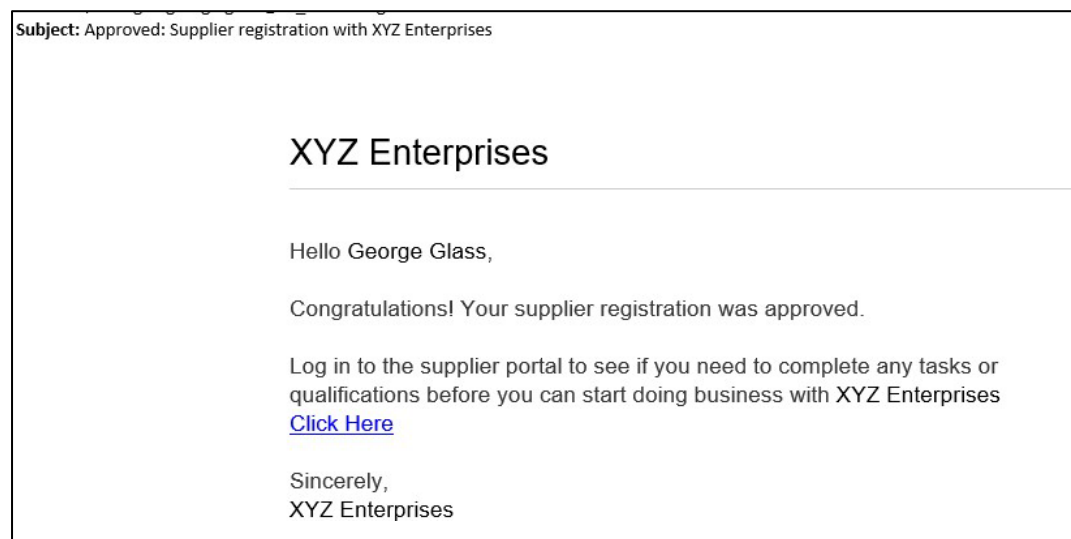 Subject: Approved: Supplier registration with XYZ Enterprises
XYZ Enterprises
Hello George Glass,
Congratulations! Your supplier registration was approved.
Log in to the supplier portal to see if you need to complete any tasks or
qualifications before you can start doing business with XYZ Enterprises
Click Here
Sincerely,
XYZ Enterprises